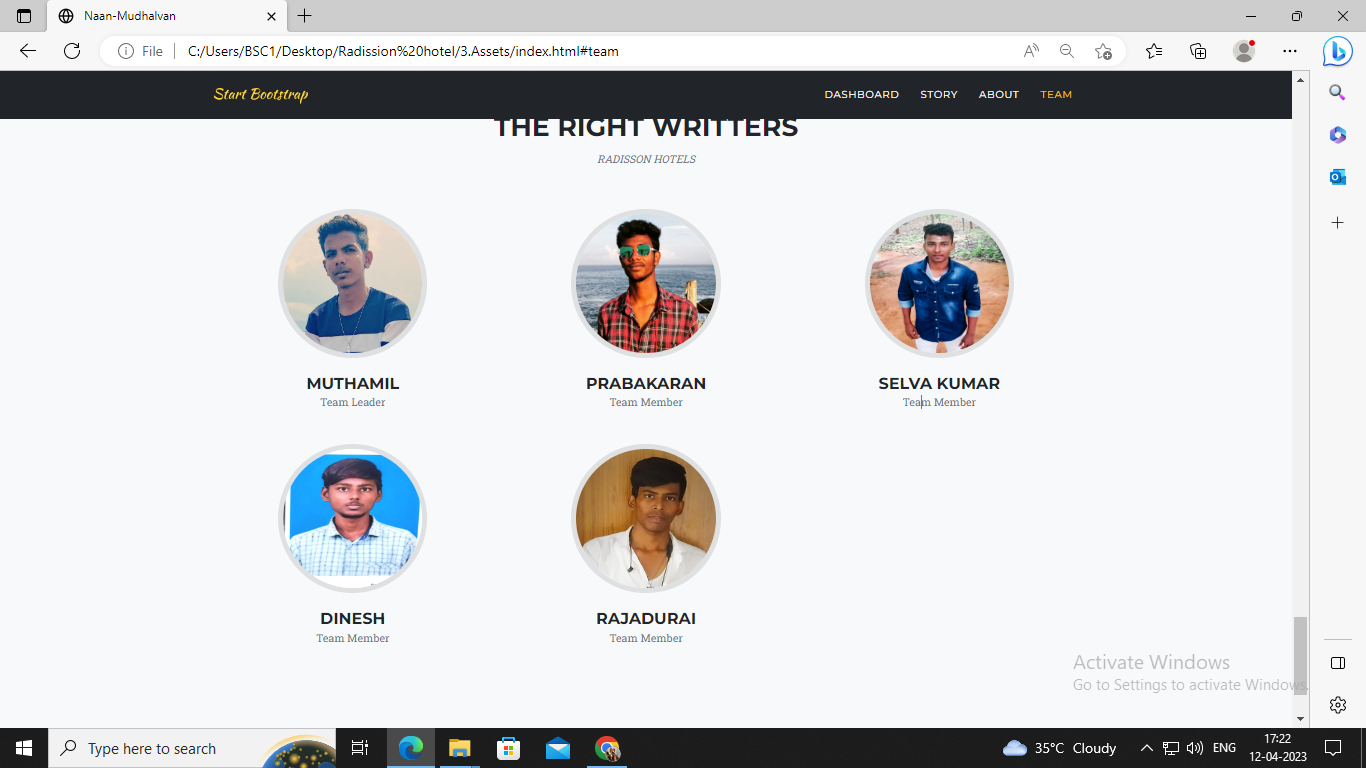 Naan-Mudhalvan
File
C:/Users/BSC1/Desktop/Radission%20hotel/3.Assets/index.html#team
Start Bootstrap
DASHBOARD
STORY
ABOUT
TEAM
THE RIGHT WRITTERS
RADISSON HOTELS
MUTHAMIL
PRABAKARAN
SELVA KUMAR
Team Leader
Team Member
Team Member
DINESH
RAJADURAI
Team Member
Team Member
Activate Windows
Go to Settings to activate Windows.
Type here to search
35°C Cloudy
ENG
17:22
12-04-2023